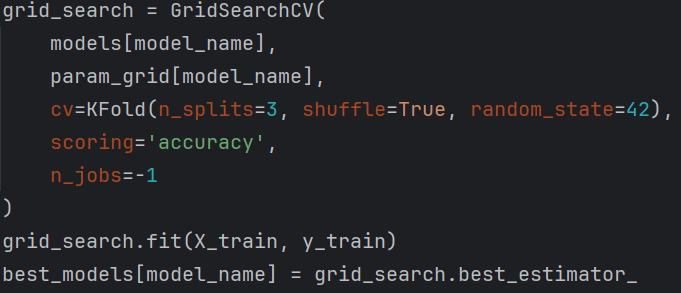 grid_search = GridSearchCV(
    models[model_name],
    param_grid[model_name],
    cv=KFold(n_splits=3, shuffle=True, random_state=42),
    scoring='accuracy',
    n_jobs=-1
)
grid_search.fit(X_train, y_train)
best_models[model_name] = grid_search.best_estimator_